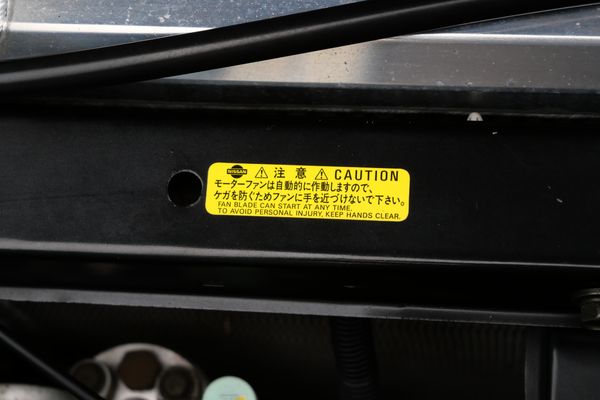 NISSAN ⚠ 注意 ⚠ CAUTION
モーターファンは自動的に作動しますので、
ケガを防ぐためファンに手を近づけないで下さい。
FAN BLADE CAN START AT ANY TIME.
TO AVOID PERSONAL INJURY, KEEP HANDS CLEAR.